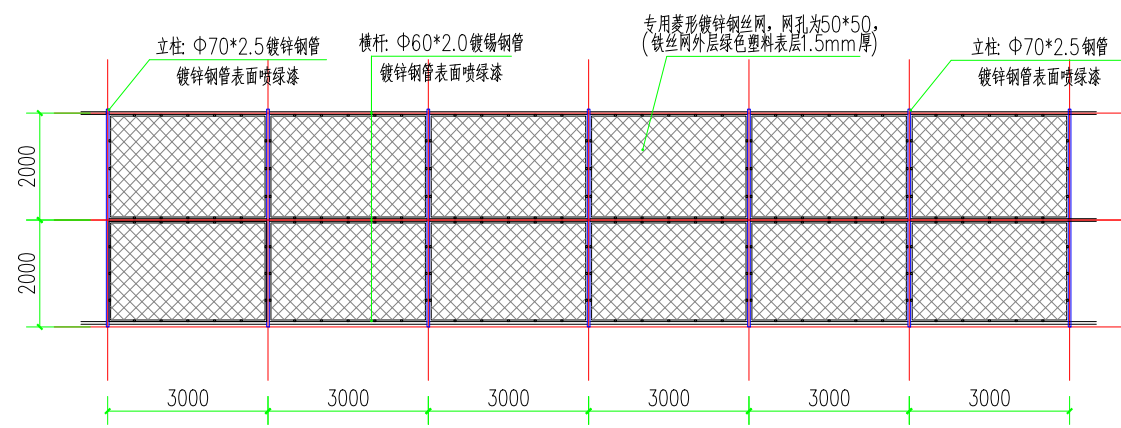 专用菱形镀锌钢丝网，网孔为50*50，
立柱: Φ70*2.5镀锌钢管
横杆: Φ60*2.0镀锡钢管
(铁丝网外层绿色塑料表层1.5mm厚)
立柱: Φ70*2.5钢管
镀锌钢管表面喷绿漆
镀锌钢管表面喷绿漆
镀锌钢管表面喷绿漆
2000
2000
3000 3000 3000 3000 3000 3000